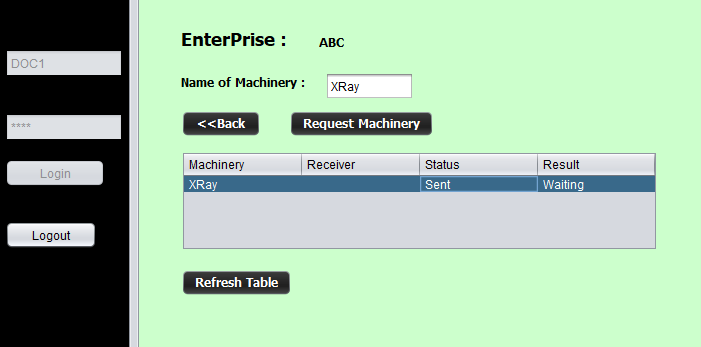 DOC1
****
Login
Logout
EnterPrise : ABC
Name of Machinery : XRay
<<Back Request Machinery
Machinery Receiver Status Result
XRay Sent Waiting
Refresh Table